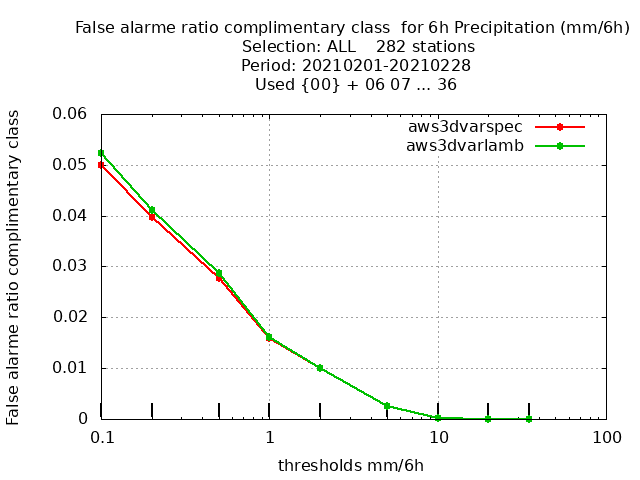 False alarme ratio complimentary class  for 6h Precipitation (mm/6h)
Selection: ALL    282 stations
Period: 20210201-20210228
Used {00} + 06 07 ... 36
aws3dvarspec
aws3dvarlamb
False alarme ratio complimentary class
0.06
0.05
0.04
0.03
0.02
0.01
0
0.1
1
10
100
thresholds mm/6h